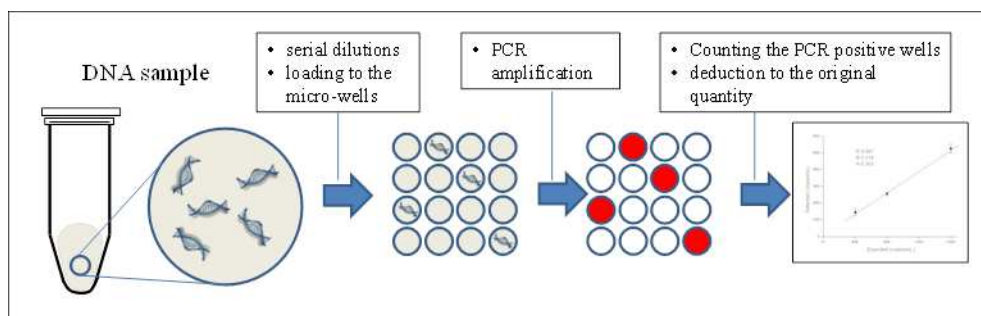 DNA sample
• serial dilutions
• loading to the
micro-wells
• PCR
amplification
• Counting the PCR positive wells
• deduction to the original
quantity